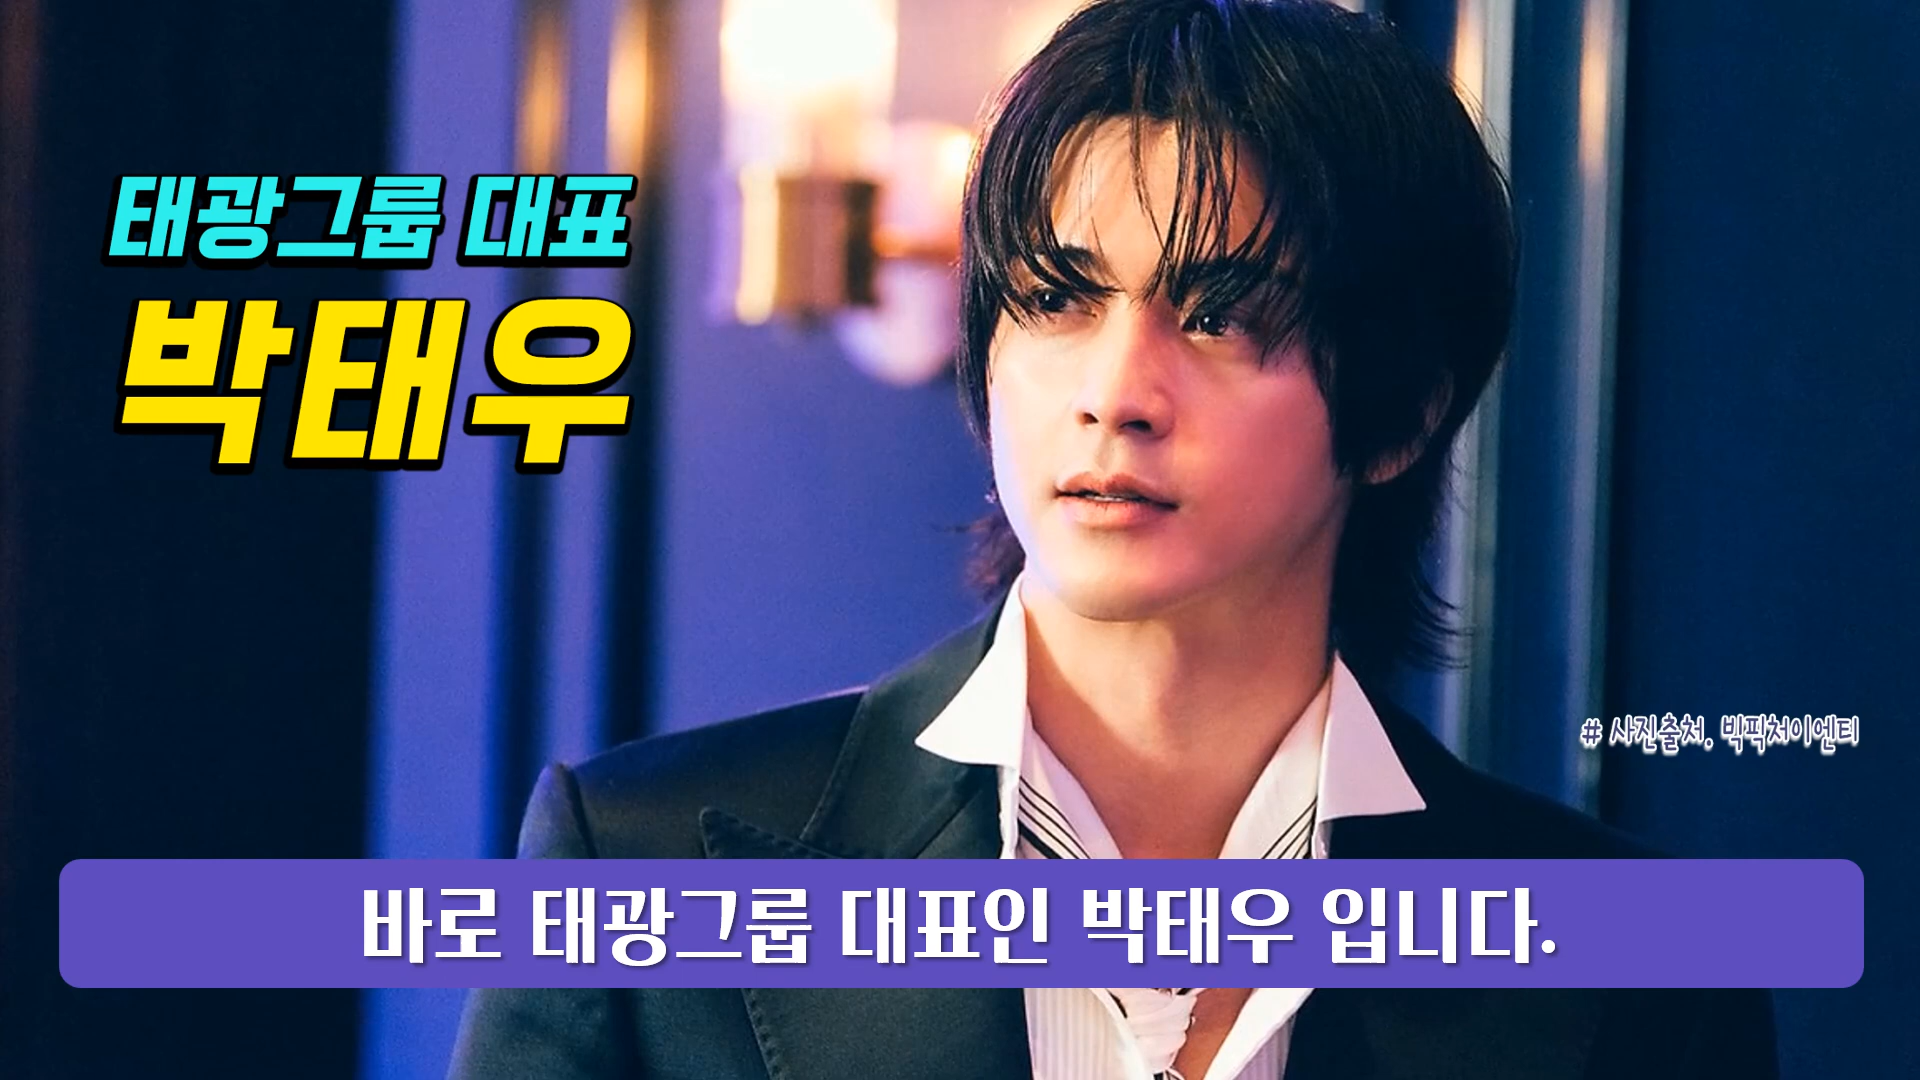 태광그룹 대표
박태우
# 사진출처. 빅픽처이엔티
바로 태광그룹 대표인 박태우 입니다.